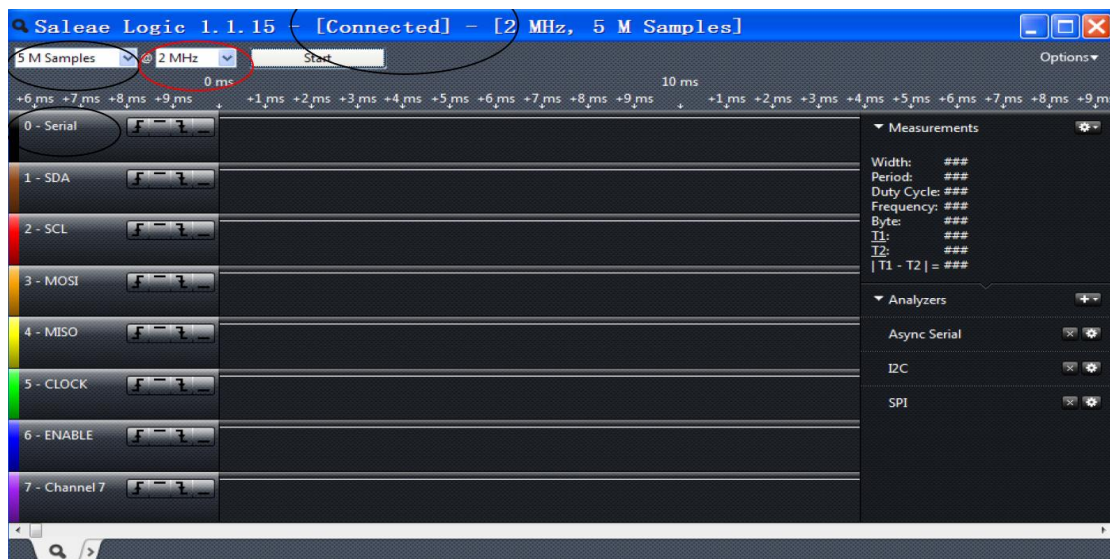 Saleae Logic 1.1.15 - [Connected] - [2 MHz, 5 M Samples]
5 M Samples @ 2 MHz Start Options
0 ms 10 ms
+6 ms +7 ms +8 ms +9 ms +1 ms +2 ms +3 ms +4 ms +5 ms +6 ms +7 ms +8 ms +9 ms +1 ms +2 ms +3 ms +4 ms +5 ms +6 ms +7 ms +8 ms +9 m
0 - Serial
1 - SDA
2 - SCL
3 - MOSI
4 - MISO
5 - CLOCK
6 - ENABLE
7 - Channel 7
Measurements
Width: ###
Period: ###
Duty Cycle: ###
Frequency: ###
Byte: ###
T1: ###
T2: ###
| T1 - T2 | = ###
Analyzers
Async Serial
I2C
SPI